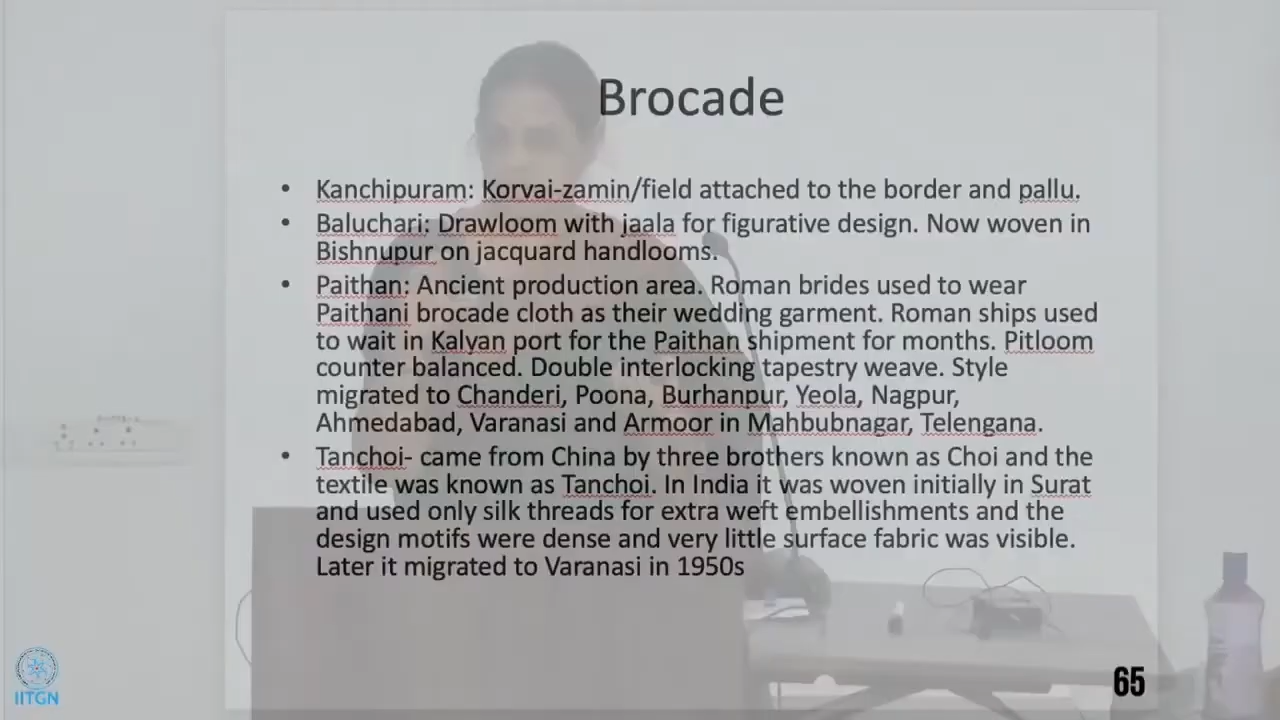 Brocade
• Kanchipuram: Korvai-zamin/field attached to the border and pallu.
• Baluchari: Drawloom with jaala for figurative design. Now woven in
Bishnupur on jacquard handlooms.
• Paithan: Ancient production area. Roman brides used to wear
Paithani brocade cloth as their wedding garment. Roman ships used
to wait in Kalyan port for the Paithan shipment for months. Pitloom
counter balanced. Double interlocking tapestry weave. Style
migrated to Chanderi, Poona, Burhanpur, Yeola, Nagpur,
Ahmedabad, Varanasi and Armoor in Mahbubnagar, Telengana.
• Tanchoi- came from China by three brothers known as Choi and the
textile was known as Tanchoi. In India it was woven initially in Surat
and used only silk threads for extra weft embellishments and the
design motifs were dense and very little surface fabric was visible.
Later it migrated to Varanasi in 1950s
65
IITGN